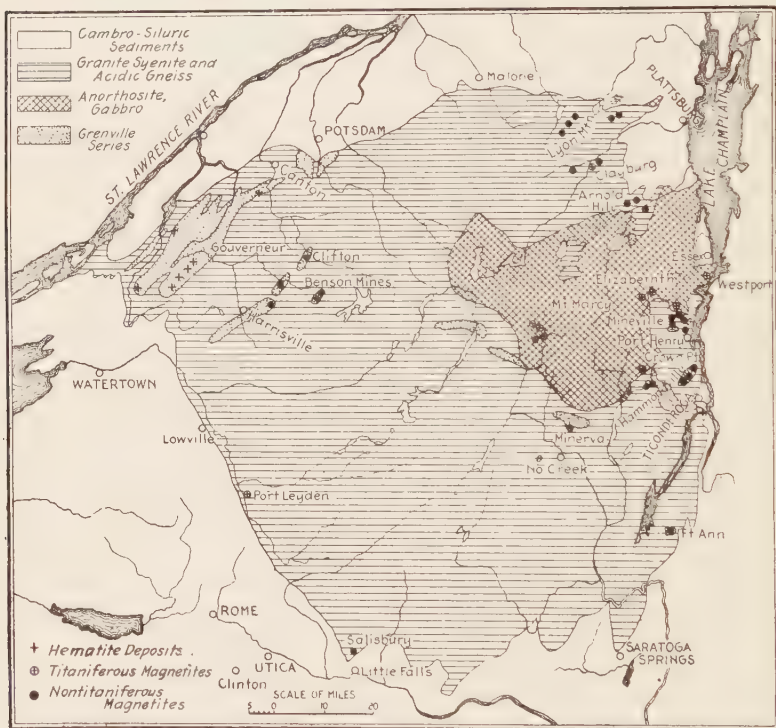 Cambro-Siluric
Sediments
Granite Syenite and
Acidic Gneiss
Anorthosite,
Gabbro
Grenville
Series
ST. LAWRENCE RIVER
Malone
PLATTSBURG
LAKE CHAMPLAIN
POTSDAM
Lyon Mtn
Canton
Clayburg
Arnold
Hill
Gouverneur
Clifton
Essex
Benson Mines
Elizabeth
Westport
Mt Marcy
Mineville
Harrisville
Port Henry
Crown Pt
WATERTOWN
Hammond
TICONDEROGA
Lowville
Minerva
No Creek
Port Leyden
Ft Ann
ROME
Hematite Deposits.
Salisbury
SARATOGA
SPRINGS
Titaniferous Magnetites
UTICA
Little Falls
Clinton
Nontitaniferous
Magnetites
SCALE OF MILES
5 0 10 20